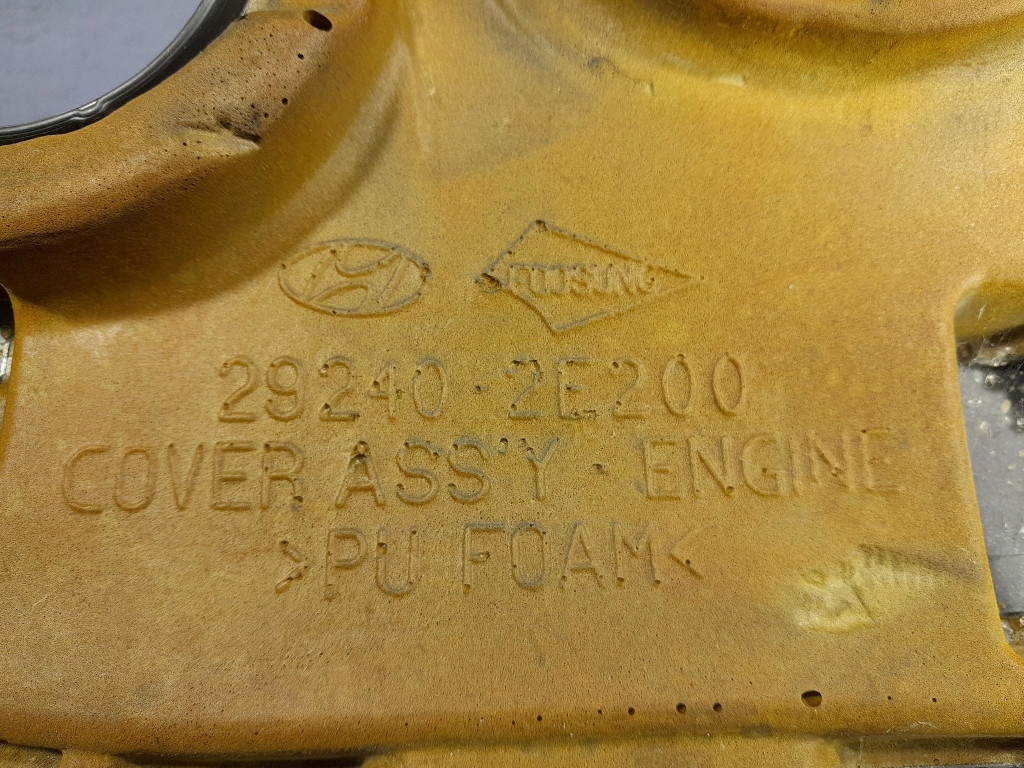 29240-2E200
COVER ASS'Y - ENGINE
>PU FOAM<